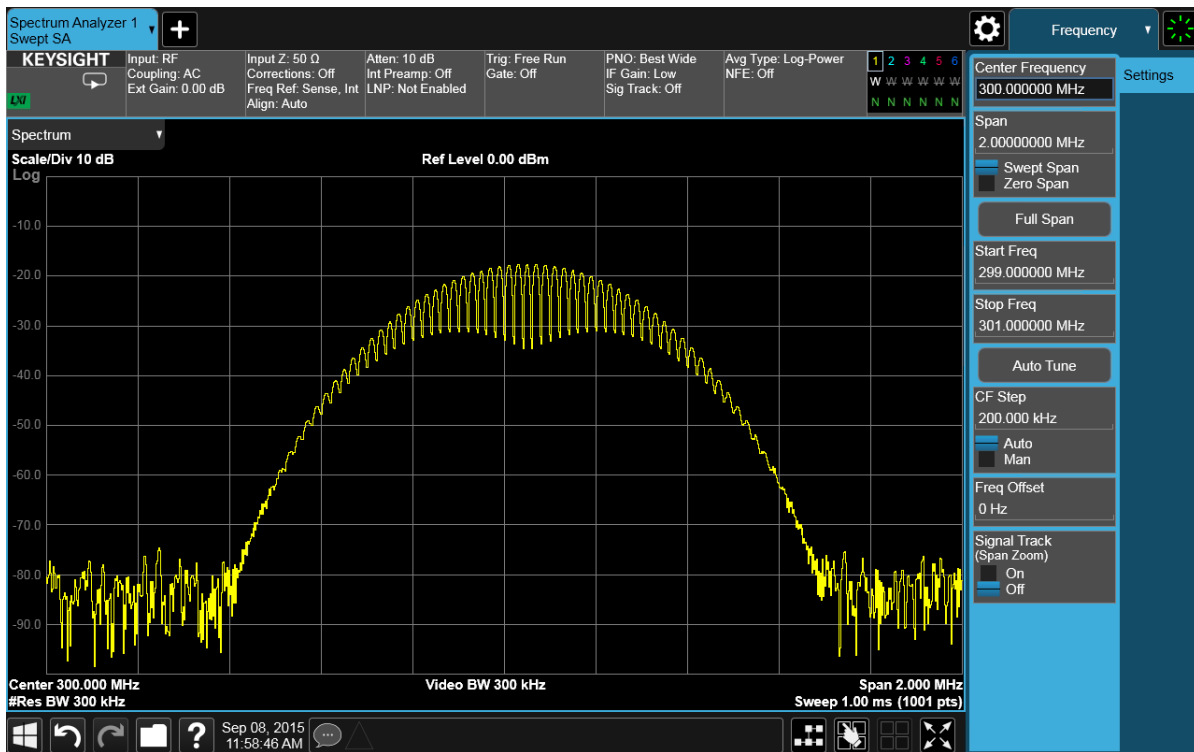 Spectrum Analyzer 1
Swept SA
Frequency
KEYSIGHT
LXI
Input: RF
Coupling: AC
Ext Gain: 0.00 dB
Input Z: 50 Ω
Corrections: Off
Freq Ref: Sense, Int
Align: Auto
Atten: 10 dB
Int Preamp: Off
LNP: Not Enabled
Trig: Free Run
Gate: Off
PNO: Best Wide
IF Gain: Low
Sig Track: Off
Avg Type: Log-Power
NFE: Off
1 2 3 4 5 6
W W W W W W
N N N N N N
Center Frequency
300.000000 MHz
Settings
Span
2.00000000 MHz
Swept Span
Zero Span
Full Span
Start Freq
299.000000 MHz
Stop Freq
301.000000 MHz
Auto Tune
CF Step
200.000 kHz
Auto
Man
Freq Offset
0 Hz
Signal Track
(Span Zoom)
On
Off
Spectrum
Scale/Div 10 dB
Ref Level 0.00 dBm
Log
-10.0
-20.0
-30.0
-40.0
-50.0
-60.0
-70.0
-80.0
-90.0
Center 300.000 MHz
Video BW 300 kHz
Span 2.000 MHz
#Res BW 300 kHz
Sweep 1.00 ms (1001 pts)
?
Sep 08, 2015
11:58:46 AM